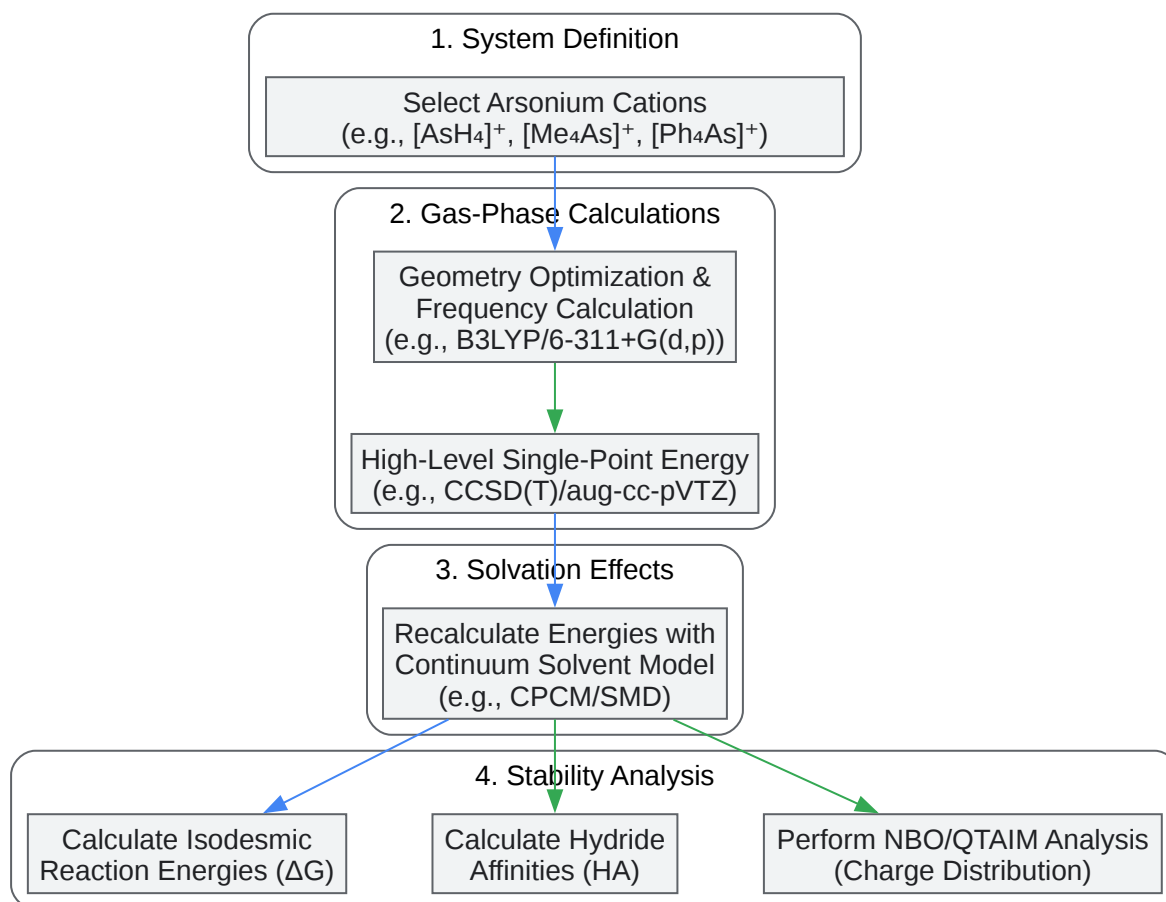 1. System Definition
Select Arsonium Cations
(e.g., [AsH₄]⁺, [Me₄As]⁺, [Ph₄As]⁺)
2. Gas-Phase Calculations
Geometry Optimization &
Frequency Calculation
(e.g., B3LYP/6-311+G(d,p))
High-Level Single-Point Energy
(e.g., CCSD(T)/aug-cc-pVTZ)
3. Solvation Effects
Recalculate Energies with
Continuum Solvent Model
(e.g., CPCM/SMD)
4. Stability Analysis
Calculate Isodesmic
Reaction Energies (ΔG)
Calculate Hydride
Affinities (HA)
Perform NBO/QTAIM Analysis
(Charge Distribution)